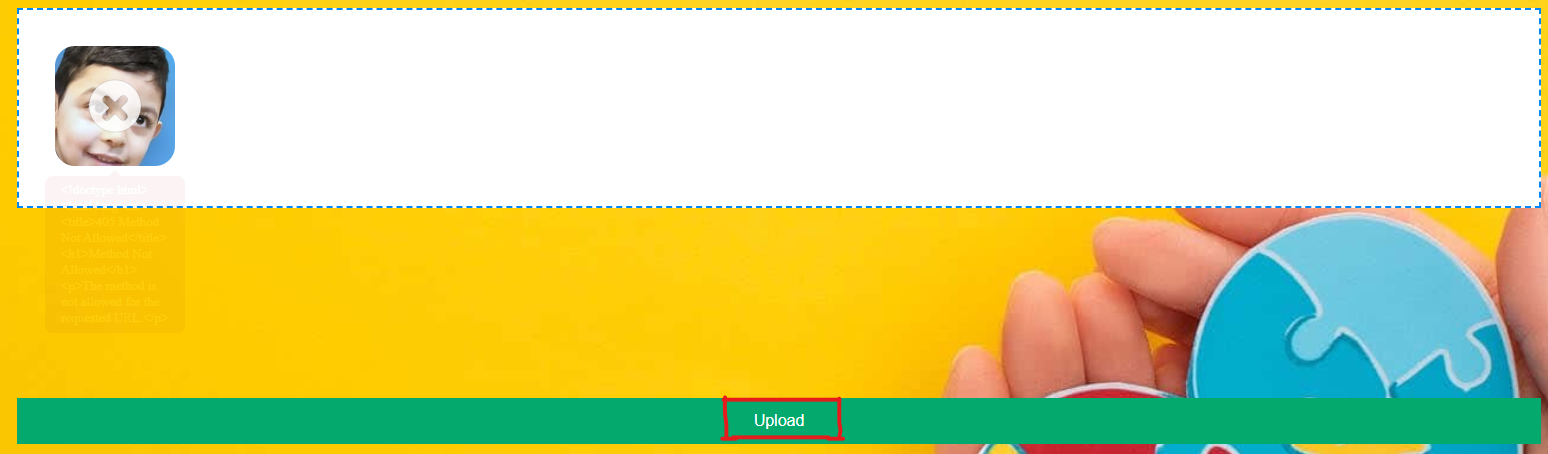 <!doctype html>
<title>405 Method
Not Allowed</title>
<h1>Method Not
Allowed</h1>
<p>The method is
not allowed for the
requested URL.</p>
Upload